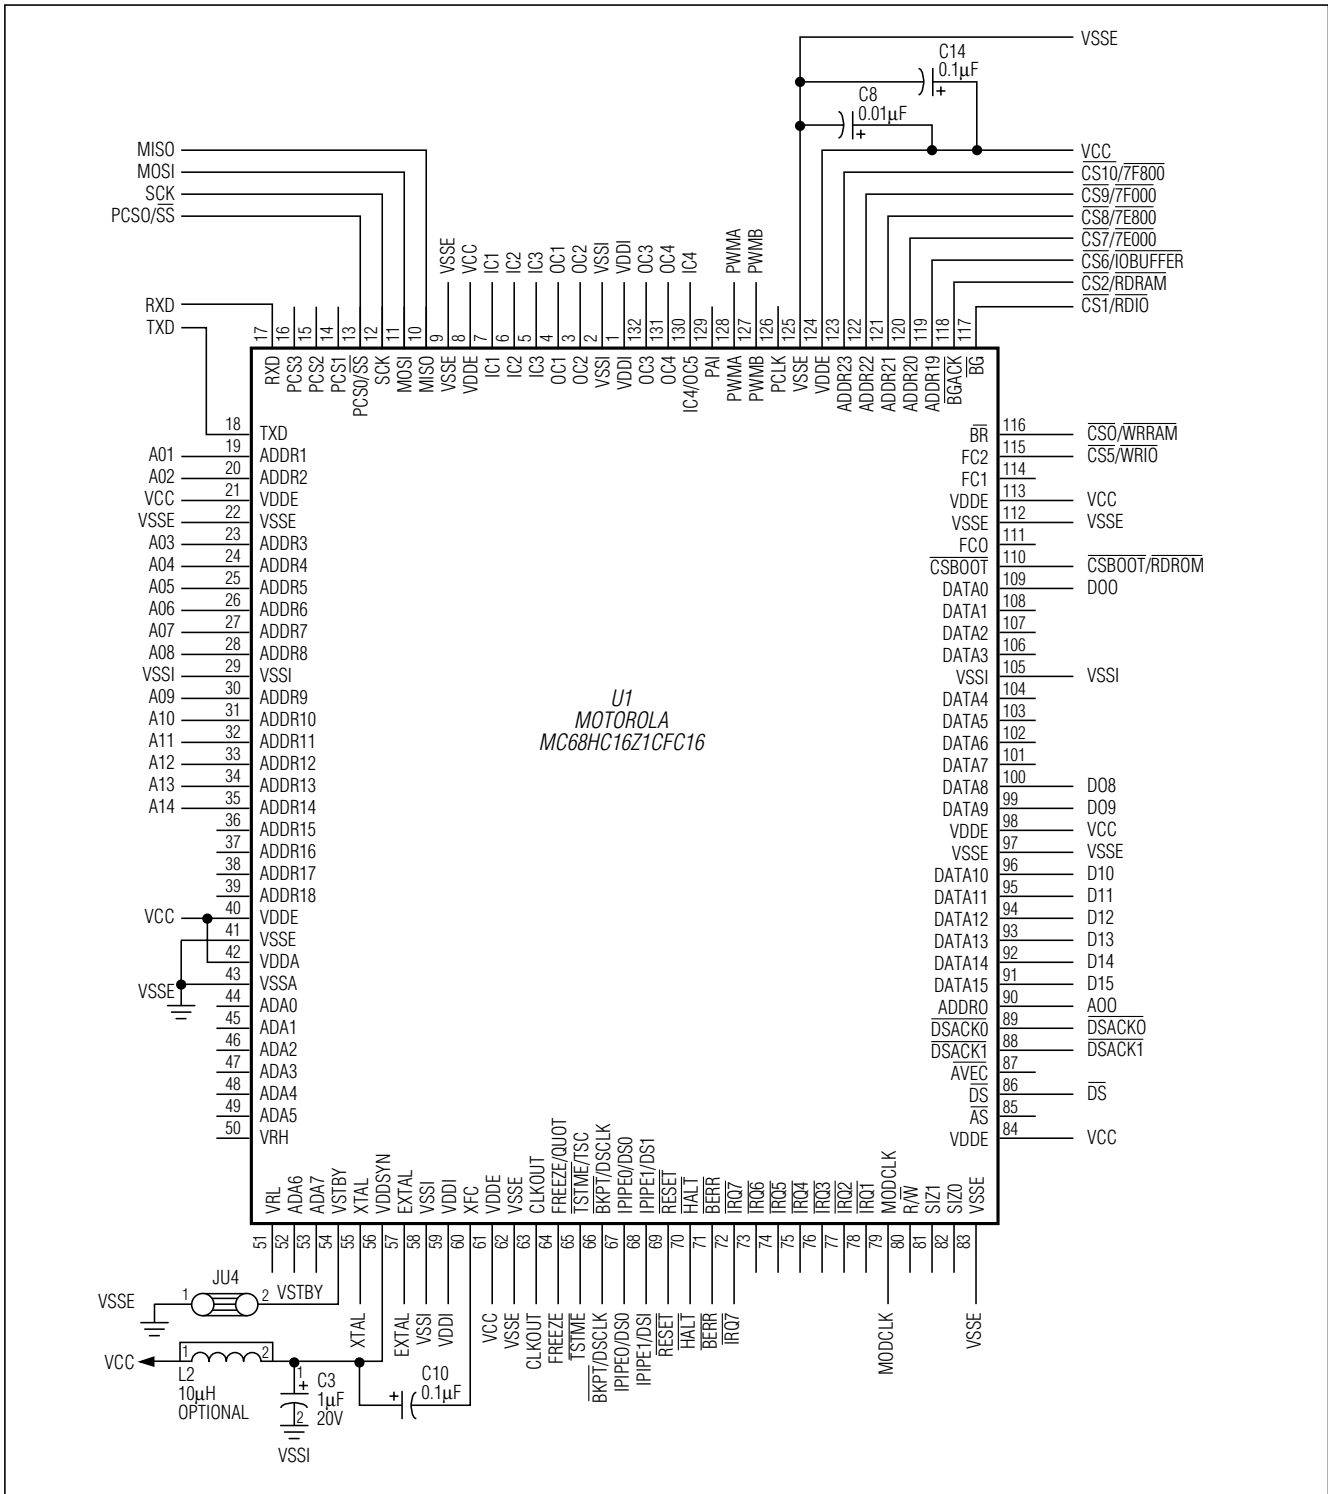 VSSE
C14
0.1µF
+
C8
0.01µF
+
MISO
MOSI
SCK
PCSO/SS
RXD
TXD
VCC
CS10/7F800
CS9/7F000
CS8/7E800
CS7/7E000
CS6/IOBUFFER
CS2/RDRAM
CS1/RDIO
VSSE
VCC
IC1
IC2
IC3
OC1
OC2
VSSI
VDDI
OC3
OC4
IC4
PWMA
PWMB
17 RXD
16 PCS3
15 PCS2
14 PCS1
13 PCS0/SS
12 SCK
11 MOSI
10 MISO
9 VSSE
8 VDDE
7 IC1
6 IC2
5 IC3
4 OC1
3 OC2
2 VSSI
1 VDDI
132 OC3
131 OC4
130 IC4/OC5
129 PAI
128 PWMA
127 PWMB
126 PCLK
125 VSSE
124 VDDE
123 ADDR23
122 ADDR22
121 ADDR21
120 ADDR20
119 ADDR19
118 BGACK
117 BG
18 TXD
A01 19 ADDR1
A02 20 ADDR2
VCC 21 VDDE
VSSE 22 VSSE
A03 23 ADDR3
A04 24 ADDR4
A05 25 ADDR5
A06 26 ADDR6
A07 27 ADDR7
A08 28 ADDR8
VSSI 29 VSSI
A09 30 ADDR9
A10 31 ADDR10
A11 32 ADDR11
A12 33 ADDR12
A13 34 ADDR13
A14 35 ADDR14
36 ADDR15
37 ADDR16
38 ADDR17
39 ADDR18
VCC 40 VDDE
41 VSSE
42 VDDA
VSSE 43 VSSA
44 ADA0
45 ADA1
46 ADA2
47 ADA3
48 ADA4
49 ADA5
50 VRH
U1
MOTOROLA
MC68HC16Z1CFC16
BR 116 CSO/WRRAM
FC2 115 CS5/WRIO
FC1 114
VDDE 113 VCC
VSSE 112 VSSE
FCO 111
CSBOOT 110 CSBOOT/RDROM
DATA0 109 DOO
DATA1 108
DATA2 107
DATA3 106
VSSI 105 VSSI
DATA4 104
DATA5 103
DATA6 102
DATA7 101
DATA8 100 DO8
DATA9 99 DO9
VDDE 98 VCC
VSSE 97 VSSE
DATA10 96 D10
DATA11 95 D11
DATA12 94 D12
DATA13 93 D13
DATA14 92 D14
DATA15 91 D15
ADDRO 90 AOO
DSACK0 89 DSACKO
DSACK1 88 DSACK1
AVEC 87
DS 86 DS
AS 85
VDDE 84 VCC
VRL 51
ADA6 52
ADA7 53
VSTBY 54
XTAL 55
VDDSYN 56
EXTAL 57
VSSI 58
VDDI 59
XFC 60
VDDE 61
VSSE 62
CLKOUT 63
FREEZE/QUOT 64
TSTME/TSC 65
BKPT/DSCLK 66
IPIPE0/DS0 67
IPIPE1/DS1 68
RESET 69
HALT 70
BERR 71
IRQ7 72
IRQ6 73
IRQ5 74
IRQ4 75
IRQ3 76
IRQ2 77
IRQ1 78
MODCLK 79
R/W 80
SIZ1 81
SIZ0 82
VSSE 83
XTAL
EXTAL
VSSI
VDDI
VCC
VSSE
CLKOUT
FREEZE
TSTME
BKPT/DSCLK
IPIPE0/DS0
IPIPE1/DSI
RESET
HALT
BERR
IRQ7
MODCLK
VSSE
JU4
VSSE 1 2 VSTBY
VCC 1 2
L2
10µH
OPTIONAL
1 +
C3
1µF
20V
2
VSSI
+
C10
0.1µF